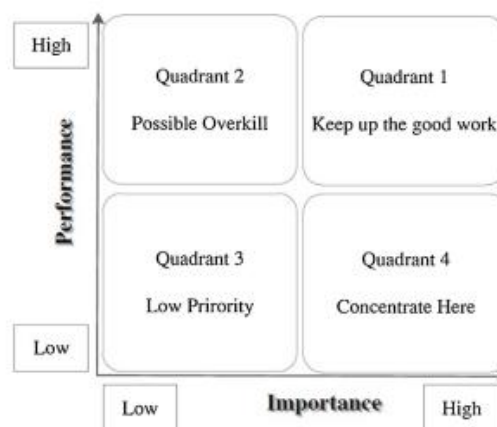 High
Quadrant 2
Quadrant 1
Possible Overkill
Keep up the good work
Performance
Quadrant 3
Quadrant 4
Low Prirority
Concentrate Here
Low
Low
Importance
High